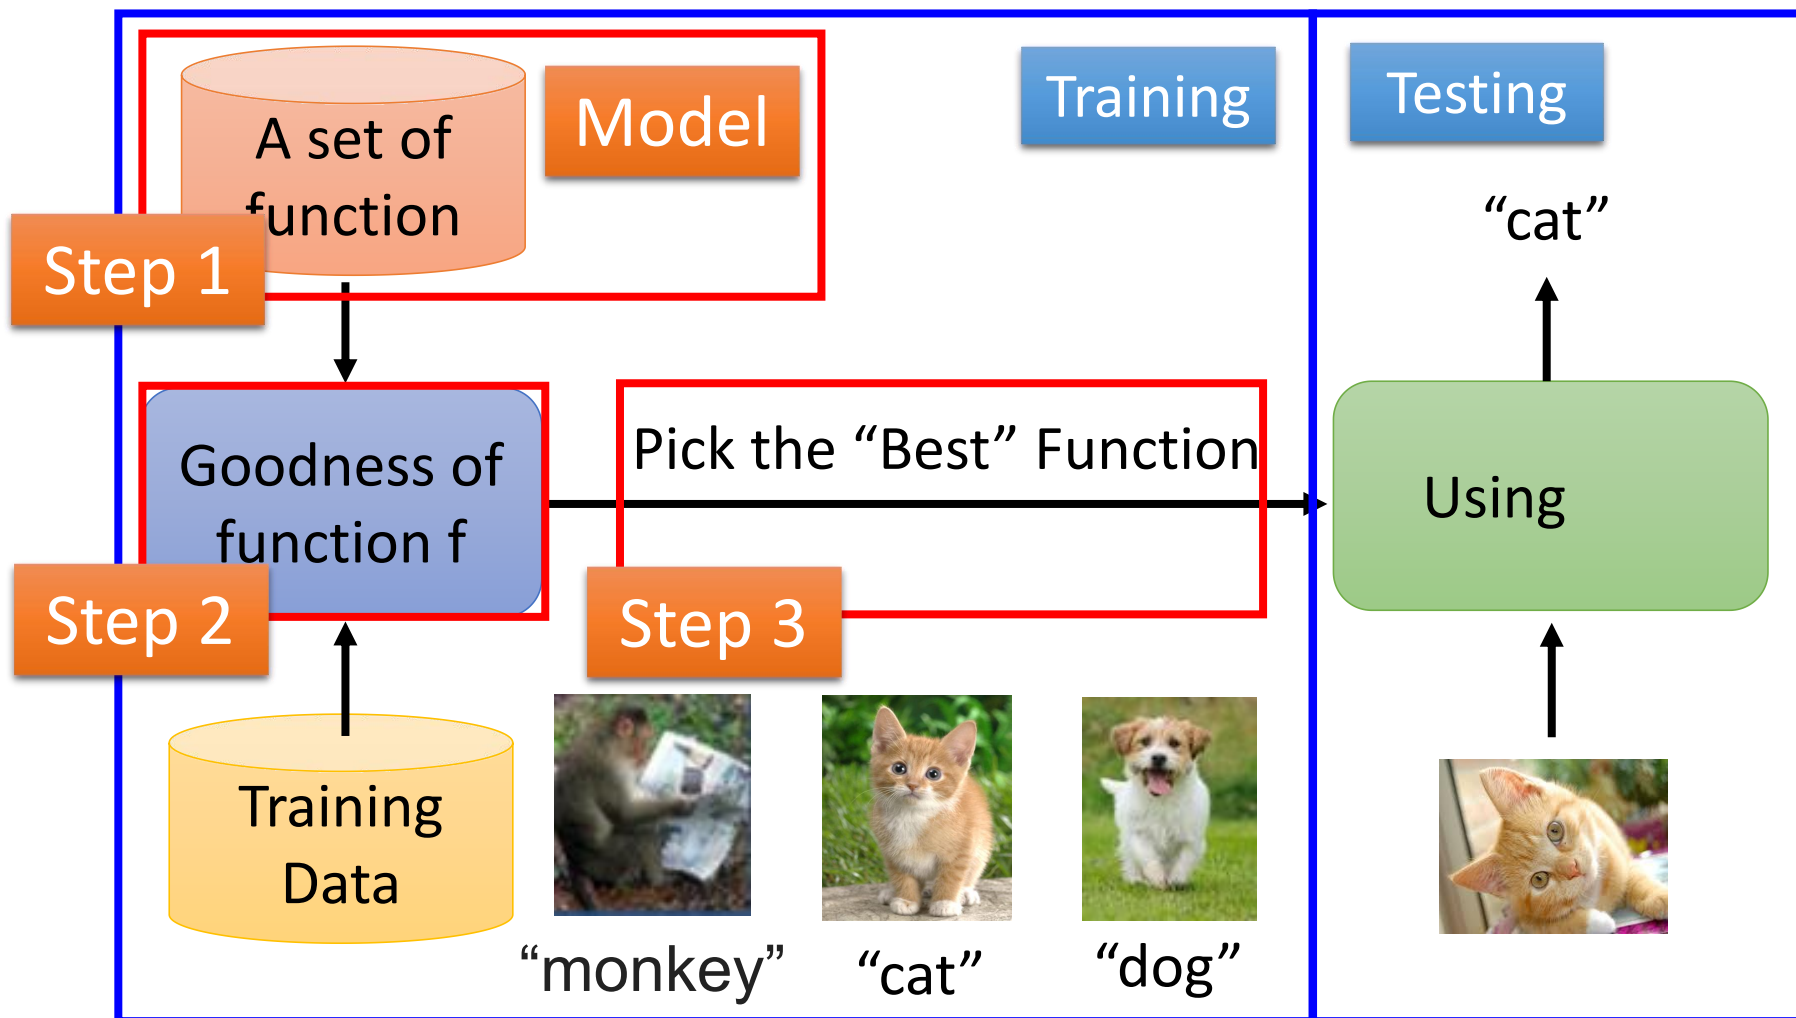 A set of
function
Model
Training
Testing
Step 1
“cat”
Goodness of
function f
Pick the “Best” Function
Using
Step 2
Step 3
Training
Data
“monkey”
“cat”
“dog”